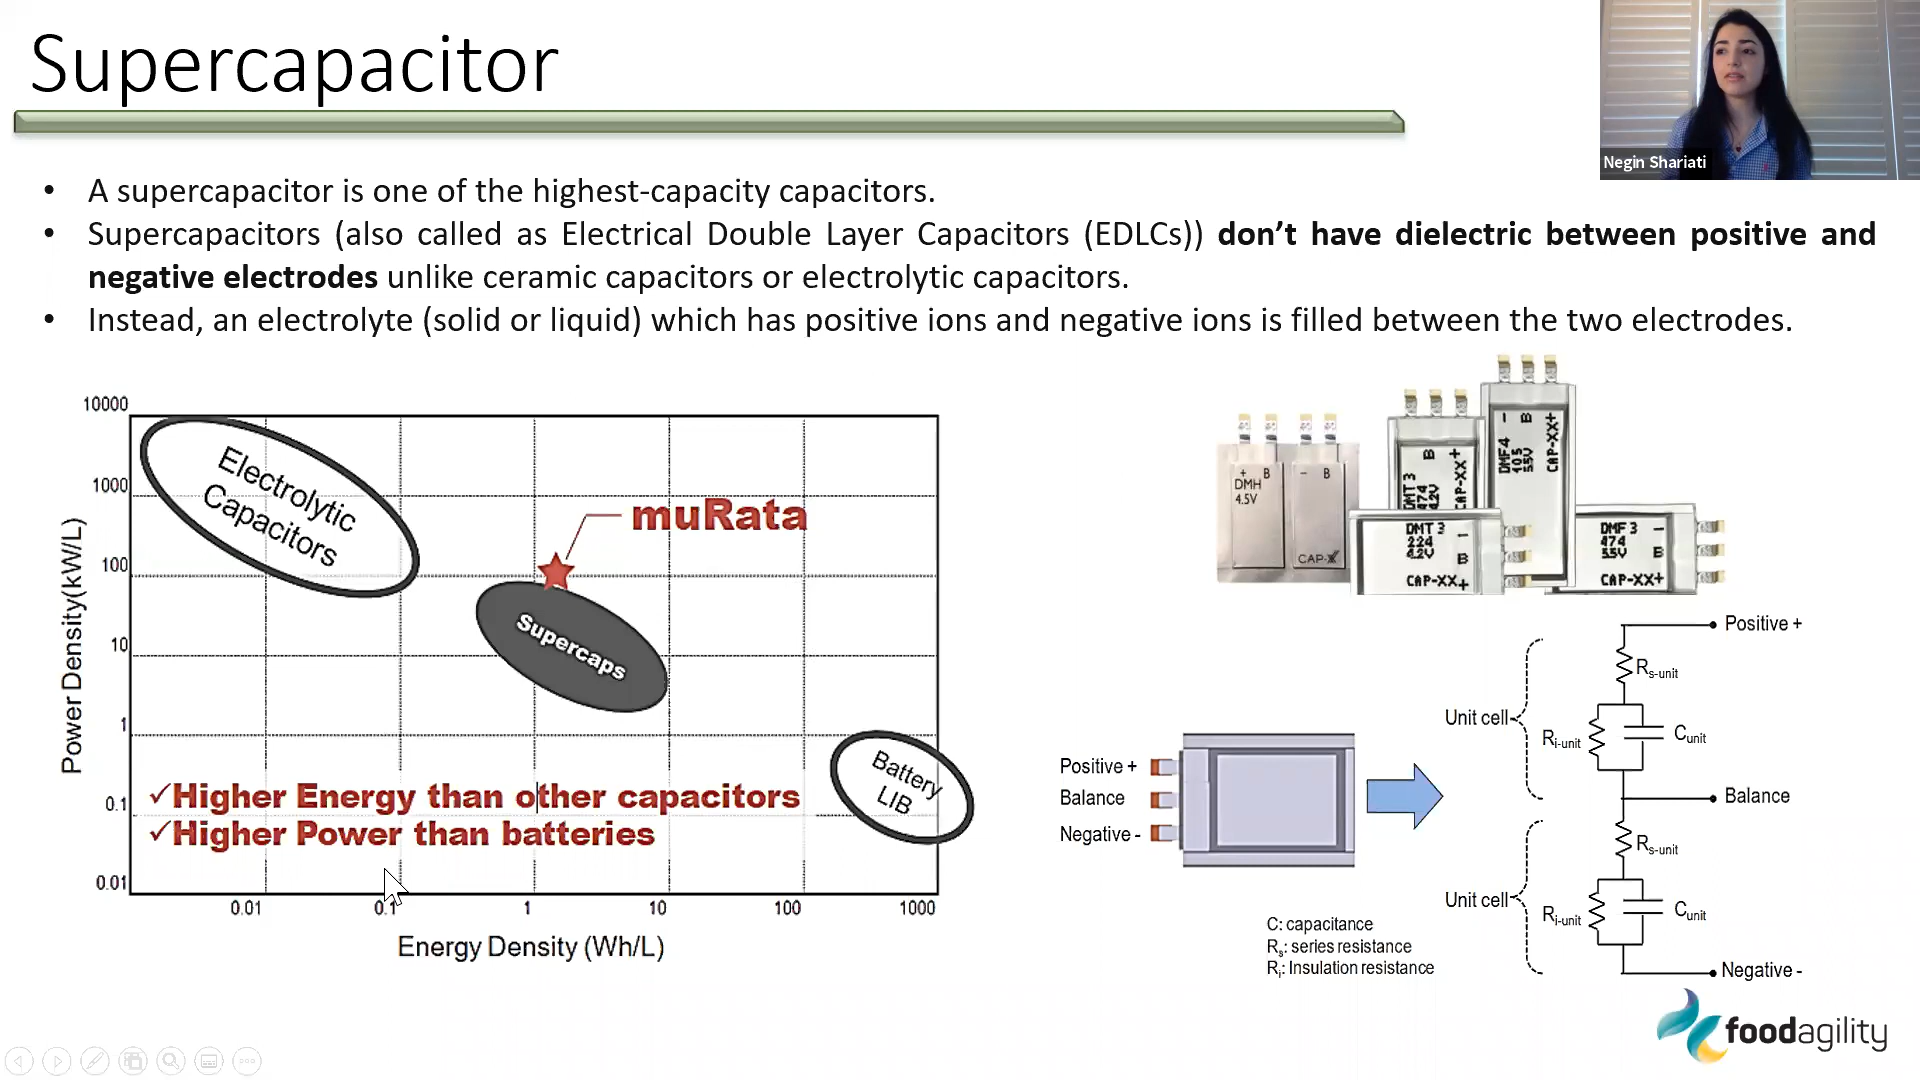 Supercapacitor
Negin Shariati
• A supercapacitor is one of the highest-capacity capacitors.
• Supercapacitors (also called as Electrical Double Layer Capacitors (EDLCs)) don't have dielectric between positive and
negative electrodes unlike ceramic capacitors or electrolytic capacitors.
• Instead, an electrolyte (solid or liquid) which has positive ions and negative ions is filled between the two electrodes.
Power Density(kW/L)
10000
1000
100
10
1
0.1
0.01
Electrolytic
Capacitors
muRata
Supercaps
Battery
LIB
✓Higher Energy than other capacitors
✓Higher Power than batteries
0.01
0.1
1
10
100
1000
Energy Density (Wh/L)
+ B
DMH
4.5V
- B
CAP-X
B
DMT 3
474
4.2V
CAP-XX+
- B
DMF4
105
5.5V
CAP-XX+
DMT 3
224
4.2V
-
B
CAP-XX+
DMF 3
474
5.5V
-
B
CAP-XX+
Positive +
Balance
Negative -
Positive +
Rs-unit
Unit cell
Ri-unit
Cunit
Balance
Rs-unit
Unit cell
Ri-unit
Cunit
Negative -
C: capacitance
Rs: series resistance
Ri: Insulation resistance
foodagility